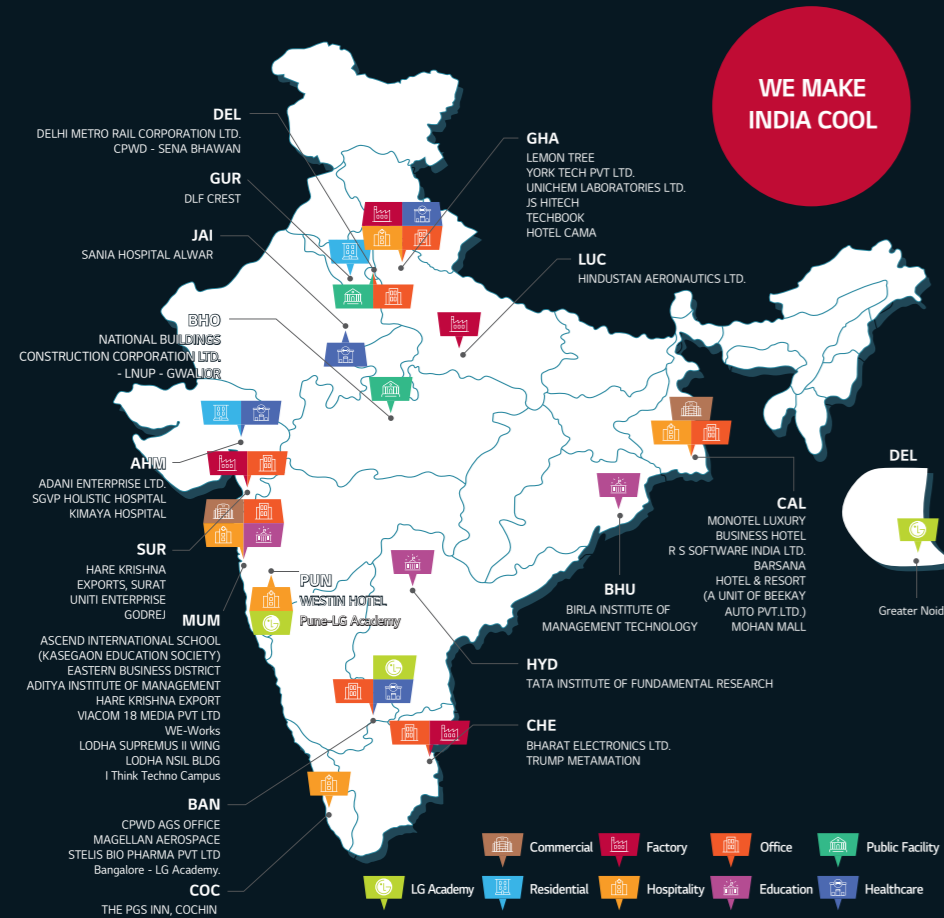 WE MAKE
INDIA COOL
DEL
DELHI METRO RAIL CORPORATION LTD.
CPWD - SENA BHAWAN
GUR
DLF CREST
JAI
SANIA HOSPITAL ALWAR
BHO
NATIONAL BUILDINGS
CONSTRUCTION CORPORATION LTD.
- LNUP - GWALIOR
AHM
ADANI ENTERPRISE LTD.
SGVP HOLISTIC HOSPITAL
KIMAYA HOSPITAL
SUR
HARE KRISHNA
EXPORTS, SURAT
UNITI ENTERPRISE
GODREJ
MUM
ASCEND INTERNATIONAL SCHOOL
(KASEGAON EDUCATION SOCIETY)
EASTERN BUSINESS DISTRICT
ADITYA INSTITUTE OF MANAGEMENT
HARE KRISHNA EXPORT
VIACOM 18 MEDIA PVT LTD
WE-Works
LODHA SUPREMUS II WING
LODHA NSIL BLDG
I Think Techno Campus
BAN
CPWD AGS OFFICE
MAGELLAN AEROSPACE
STELIS BIO PHARMA PVT LTD
Bangalore - LG Academy.
COC
THE PGS INN, COCHIN
PUN
WESTIN HOTEL
Pune-LG Academy
GHA
LEMON TREE
YORK TECH PVT LTD.
UNICHEM LABORATORIES LTD.
JS HITECH
TECHBOOK
HOTEL CAMA
LUC
HINDUSTAN AERONAUTICS LTD.
CAL
MONOTEL LUXURY
BUSINESS HOTEL
R S SOFTWARE INDIA LTD.
BARSANA
HOTEL & RESORT
(A UNIT OF BEEKAY
AUTO PVT.LTD.)
MOHAN MALL
BHU
BIRLA INSTITUTE OF
MANAGEMENT TECHNOLOGY
HYD
TATA INSTITUTE OF FUNDAMENTAL RESEARCH
CHE
BHARAT ELECTRONICS LTD.
TRUMP METAMATION
DEL
Greater Noid
Commercial
Factory
Office
Public Facility
LG Academy
Residential
Hospitality
Education
Healthcare